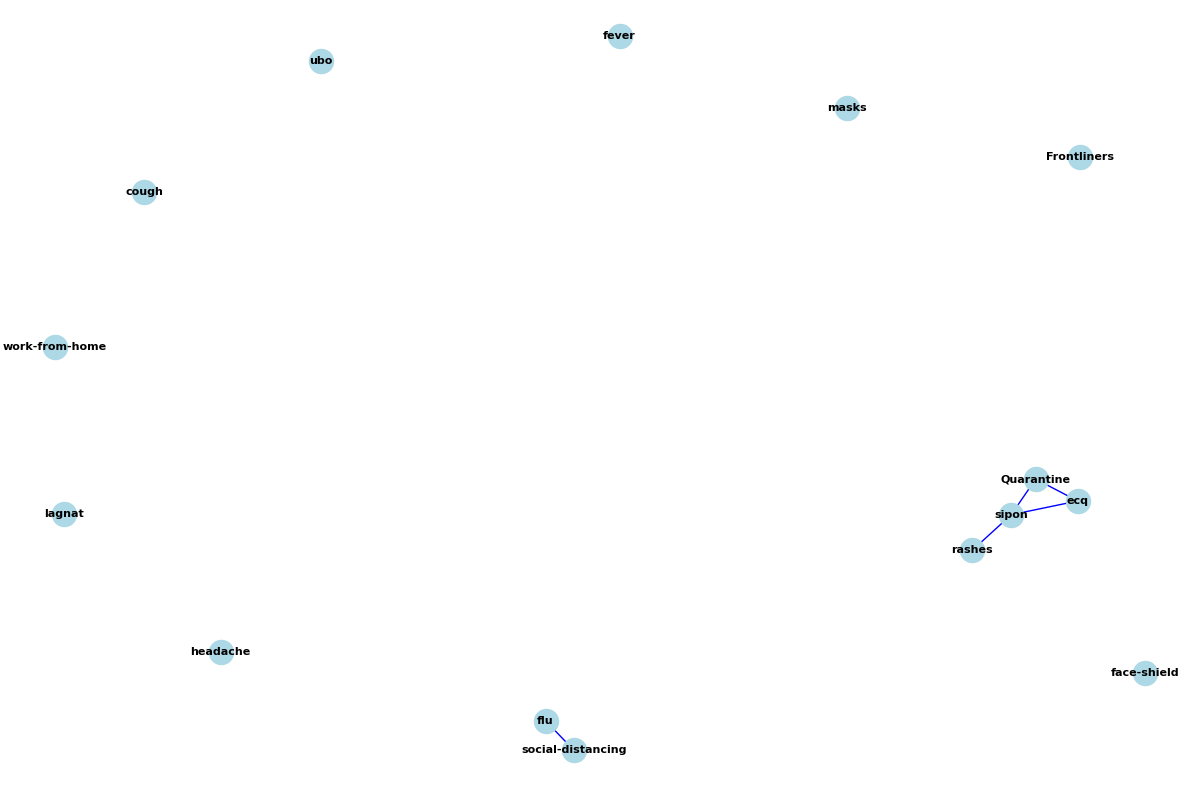 fever
ubo
masks
Frontliners
cough
work-from-home
Quarantine
ecq
lagnat
sipon
rashes
headache
face-shield
flu
social-distancing